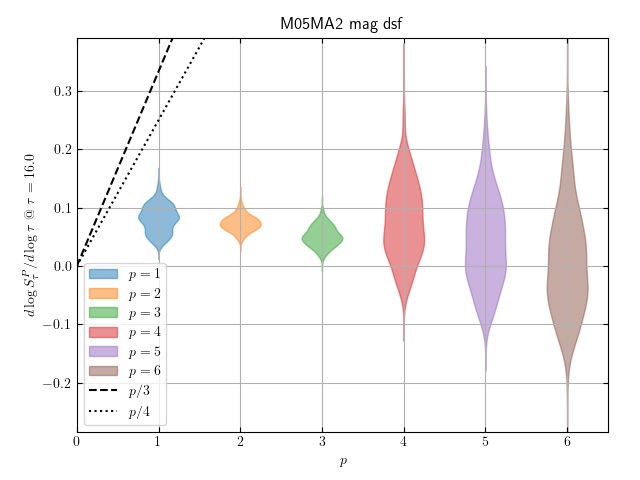 M05MA2 mag dsf
d log S_τ^P / d log τ @ τ = 16.0
0.3
0.2
0.1
0.0
−0.1
−0.2
p = 1
p = 2
p = 3
p = 4
p = 5
p = 6
p/3
p/4
0 1 2 3 4 5 6
p